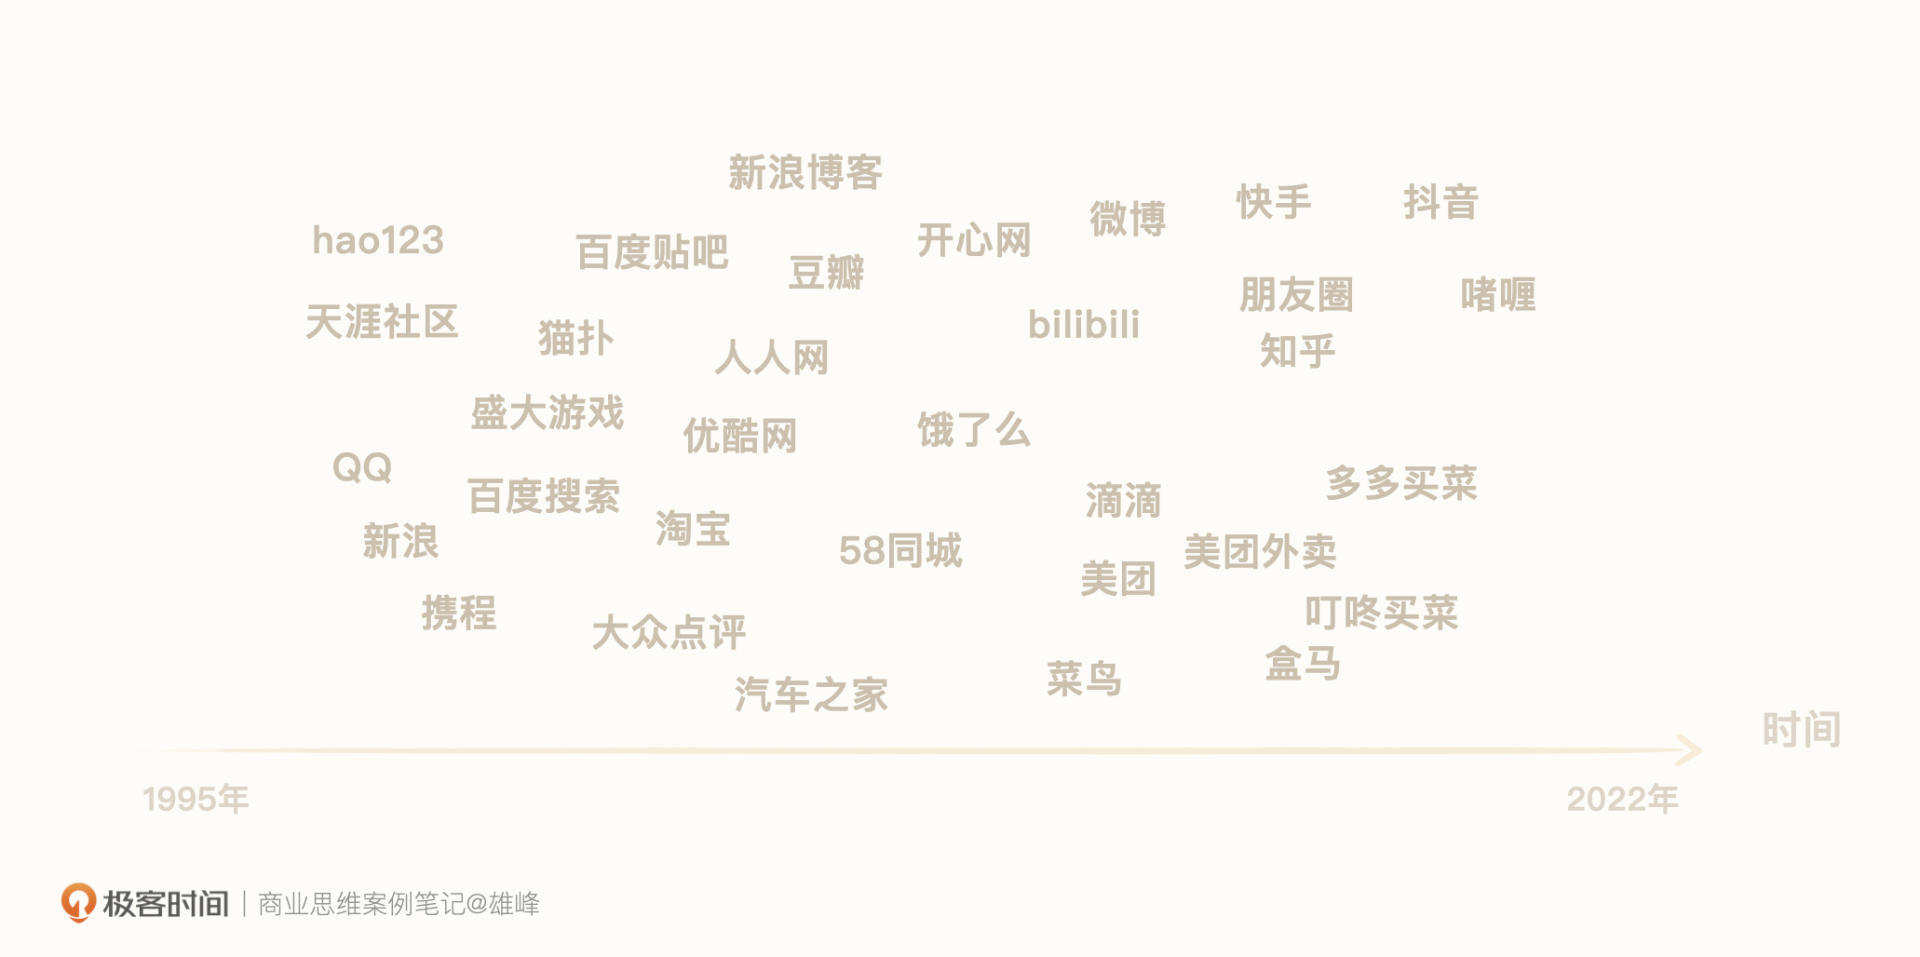 新浪博客
快手
抖音
微博
hao123
百度贴吧
开心网
豆瓣
朋友圈
啫喱
天涯社区
猫扑
bilibili
知乎
人人网
盛大游戏
优酷网
饿了么
QQ
百度搜索
多多买菜
滴滴
新浪
淘宝
58同城
美团外卖
美团
携程
大众点评
叮咚买菜
盒马
汽车之家
菜鸟
时间
1995年
2022年
极客时间 | 商业思维案例笔记@雄峰